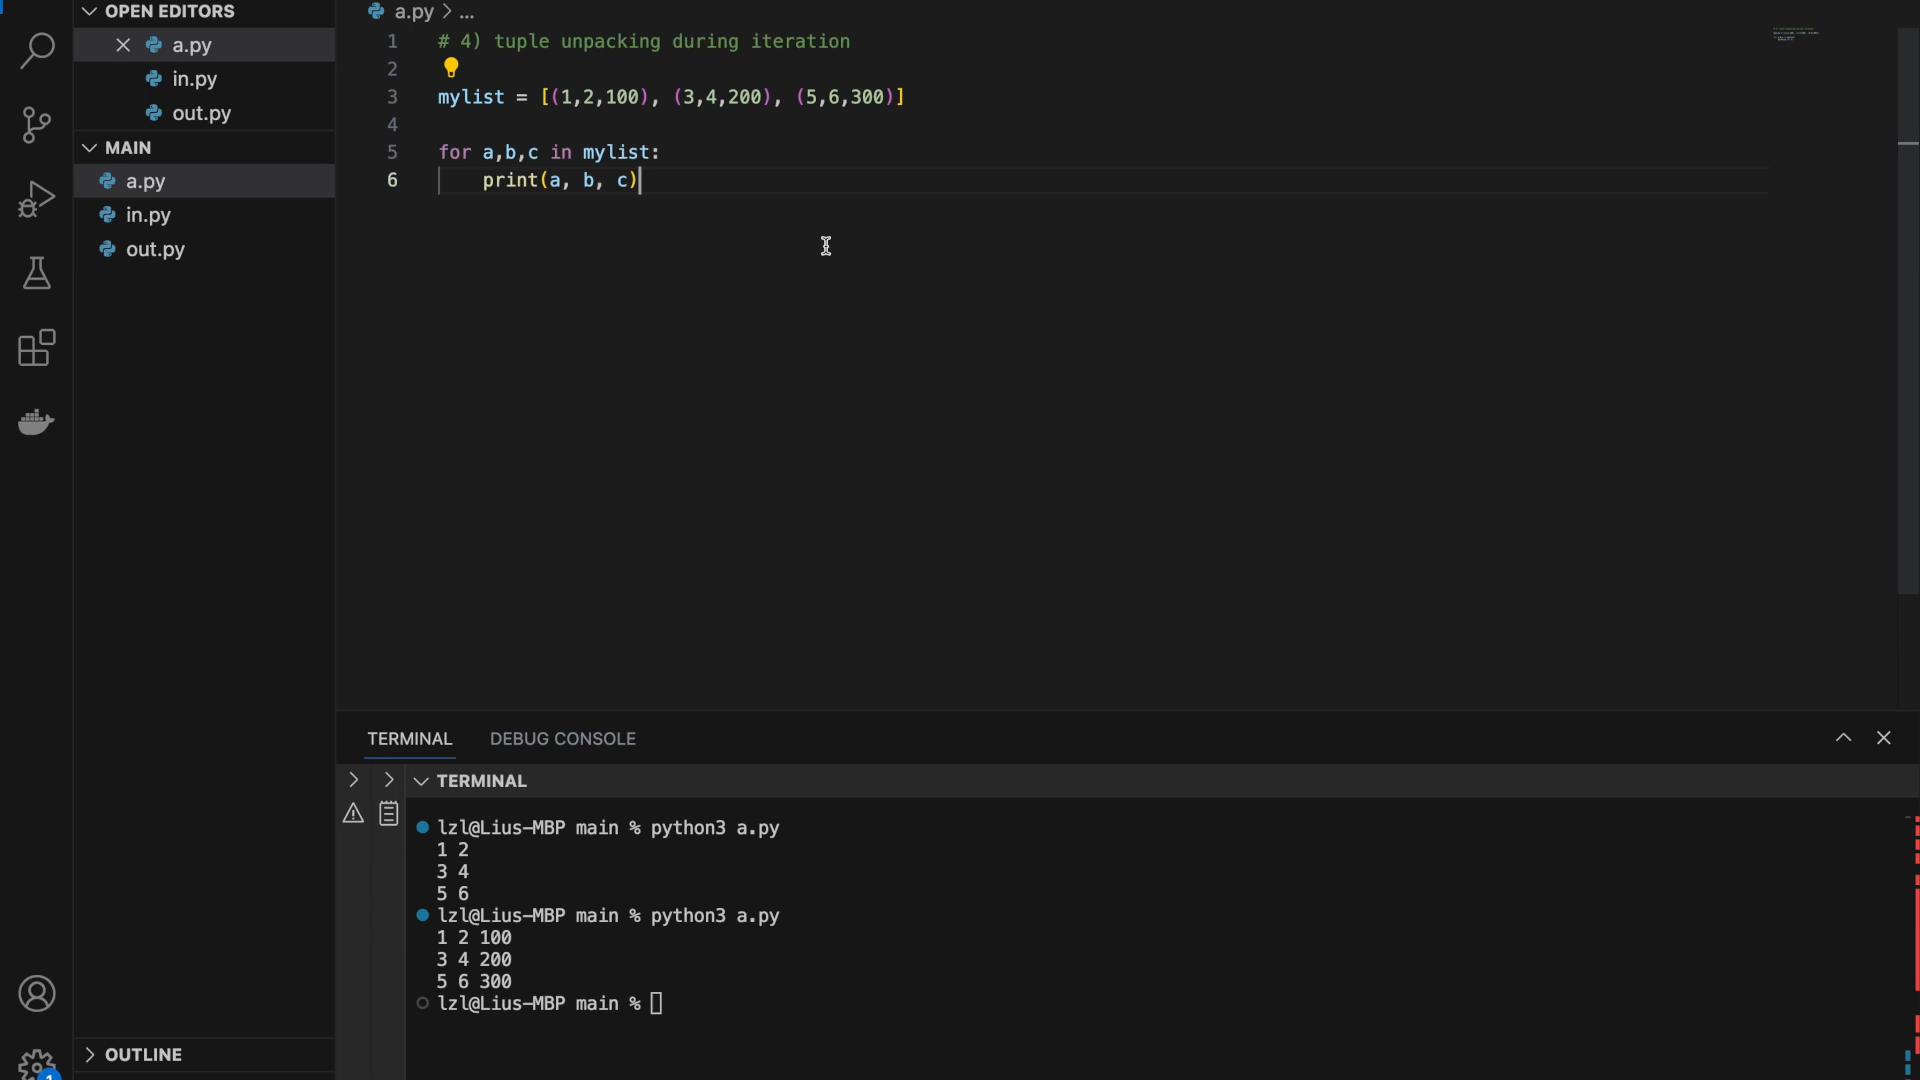 OPEN EDITORS
a.py
in.py
out.py
MAIN
a.py
in.py
out.py
OUTLINE
1
a.py > ...
1 # 4) tuple unpacking during iteration
2
3 mylist = [(1,2,100), (3,4,200), (5,6,300)]
4
5 for a,b,c in mylist:
6 print(a, b, c)
TERMINAL DEBUG CONSOLE
TERMINAL
lzl@Lius-MBP main % python3 a.py
1 2
3 4
5 6
lzl@Lius-MBP main % python3 a.py
1 2 100
3 4 200
5 6 300
lzl@Lius-MBP main %